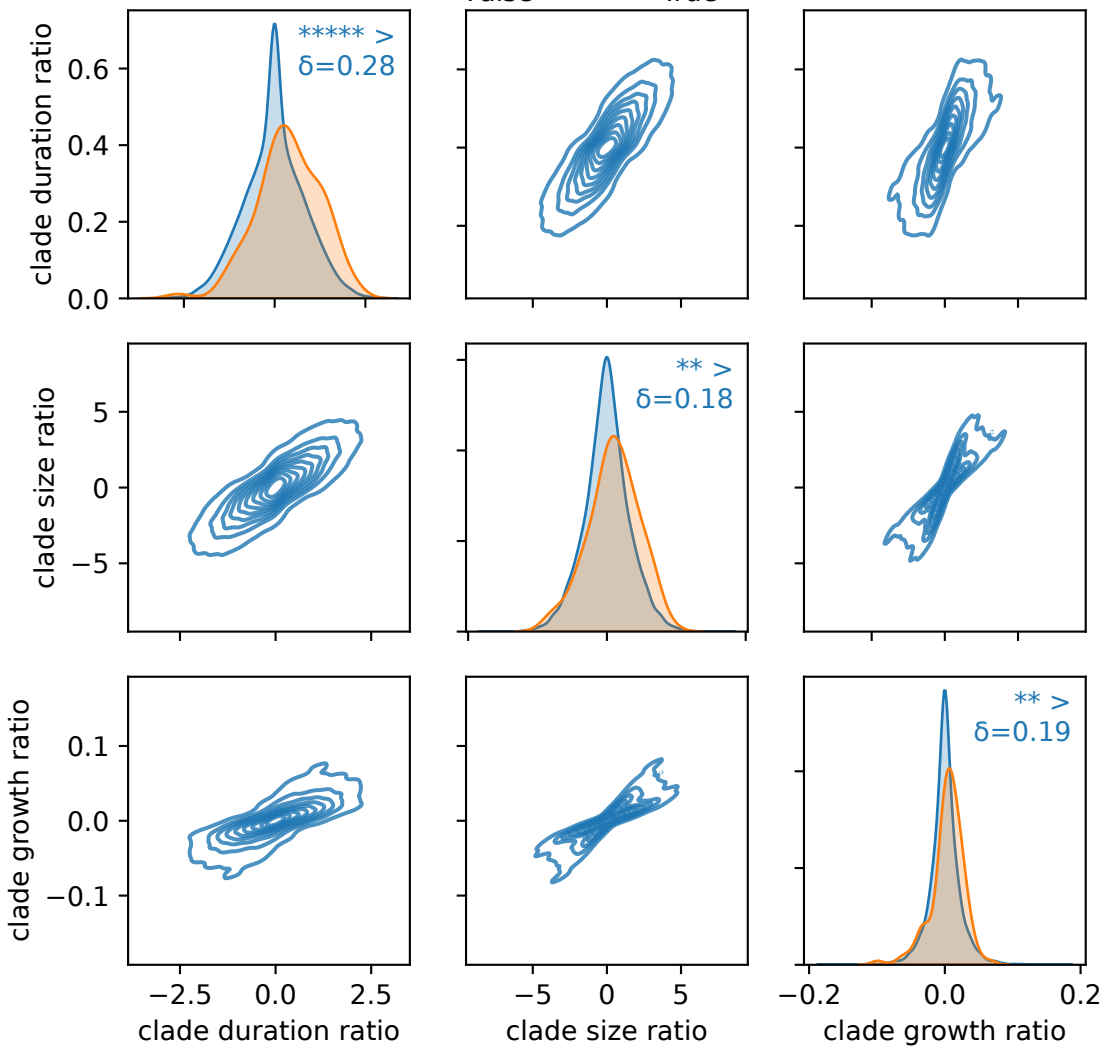 clade duration ratio
0.6
0.4
0.2
0.0
***** >
δ=0.28
clade size ratio
5
0
−5
** >
δ=0.18
clade growth ratio
0.1
0.0
−0.1
** >
δ=0.19
−2.5 0.0 2.5
−5 0 5
−0.2 0.0 0.2
clade duration ratio
clade size ratio
clade growth ratio